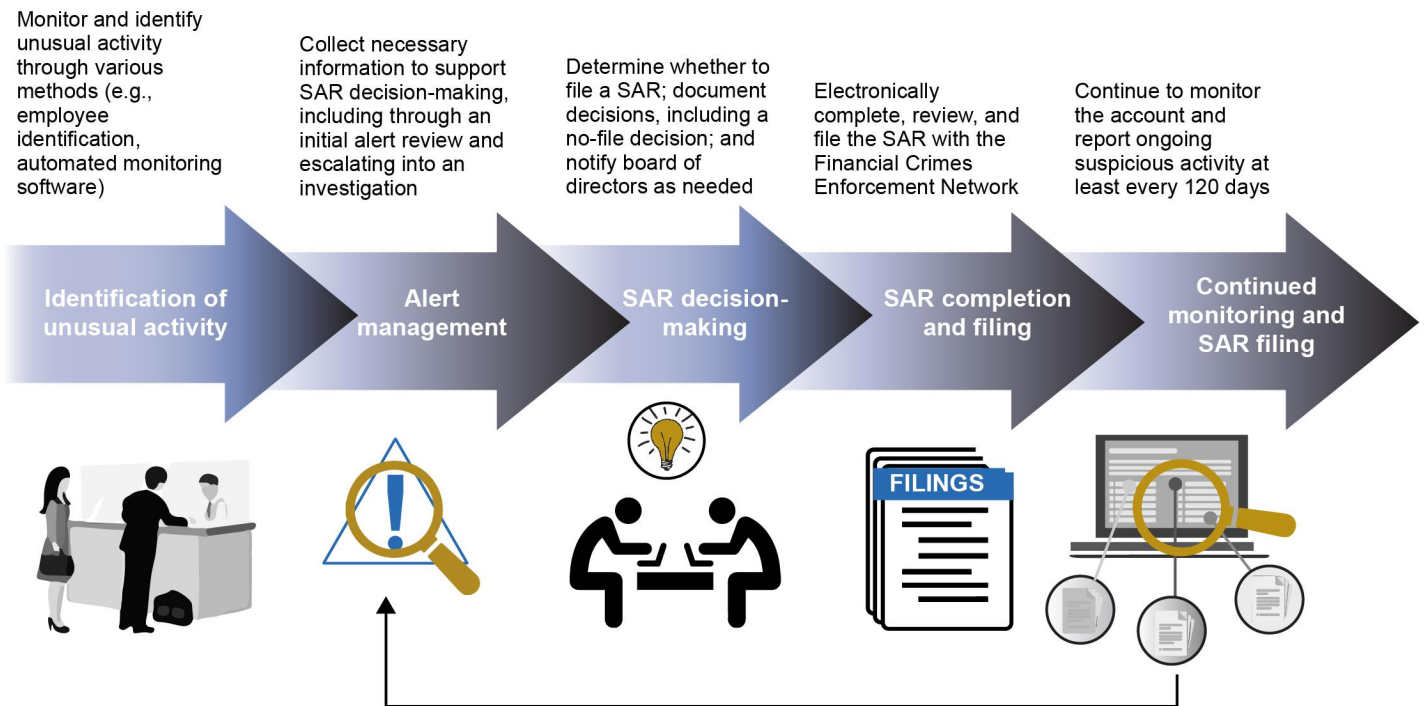 Monitor and identify
unusual activity
through various
methods (e.g.,
employee
identification,
automated monitoring
software)
Collect necessary
information to support
SAR decision-making,
including through an
initial alert review and
escalating into an
investigation
Determine whether to
file a SAR; document
decisions, including a
no-file decision; and
notify board of
directors as needed
Electronically
complete, review, and
file the SAR with the
Financial Crimes
Enforcement Network
Continue to monitor
the account and
report ongoing
suspicious activity at
least every 120 days
Identification of
unusual activity
Alert
management
SAR decision-
making
SAR completion
and filing
Continued
monitoring and
SAR filing
FILINGS